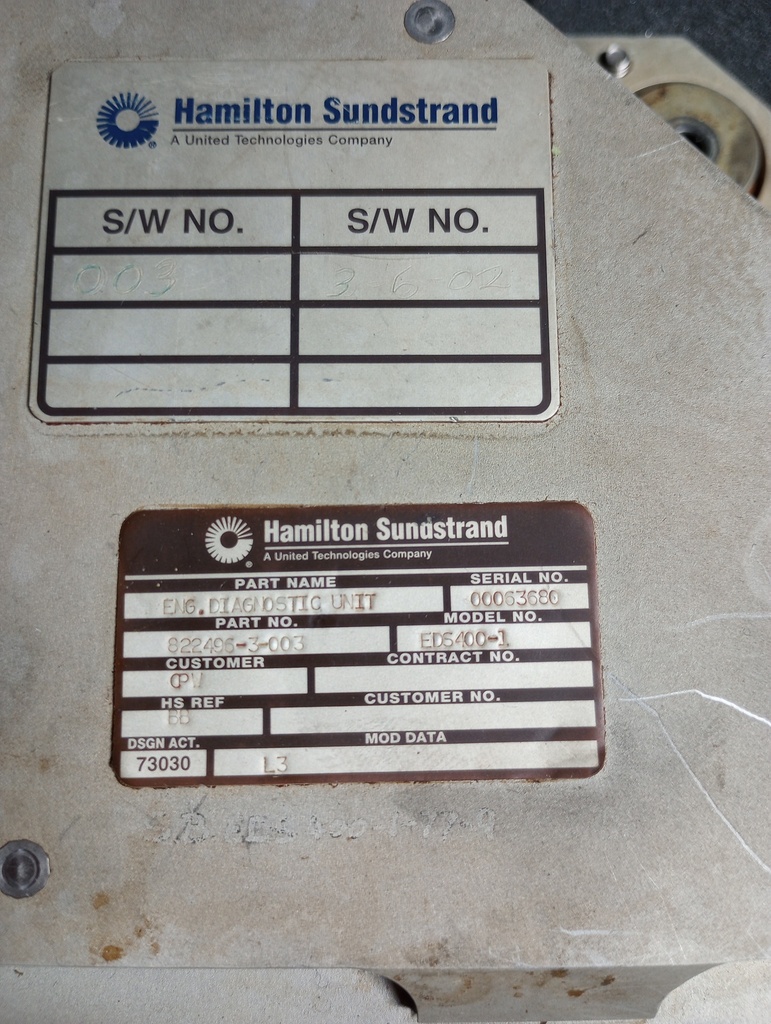 Hamilton Sundstrand
A United Technologies Company
S/W NO. S/W NO.
003 3 6 02
Hamilton Sundstrand
A United Technologies Company
PART NAME SERIAL NO.
ENG.DIAGNOSTIC UNIT 00063680
PART NO. MODEL NO.
822496-3-003 EDS400-1
CUSTOMER CONTRACT NO.
CPW
HS REF CUSTOMER NO.
BB
DSGN ACT. MOD DATA
73030 L3